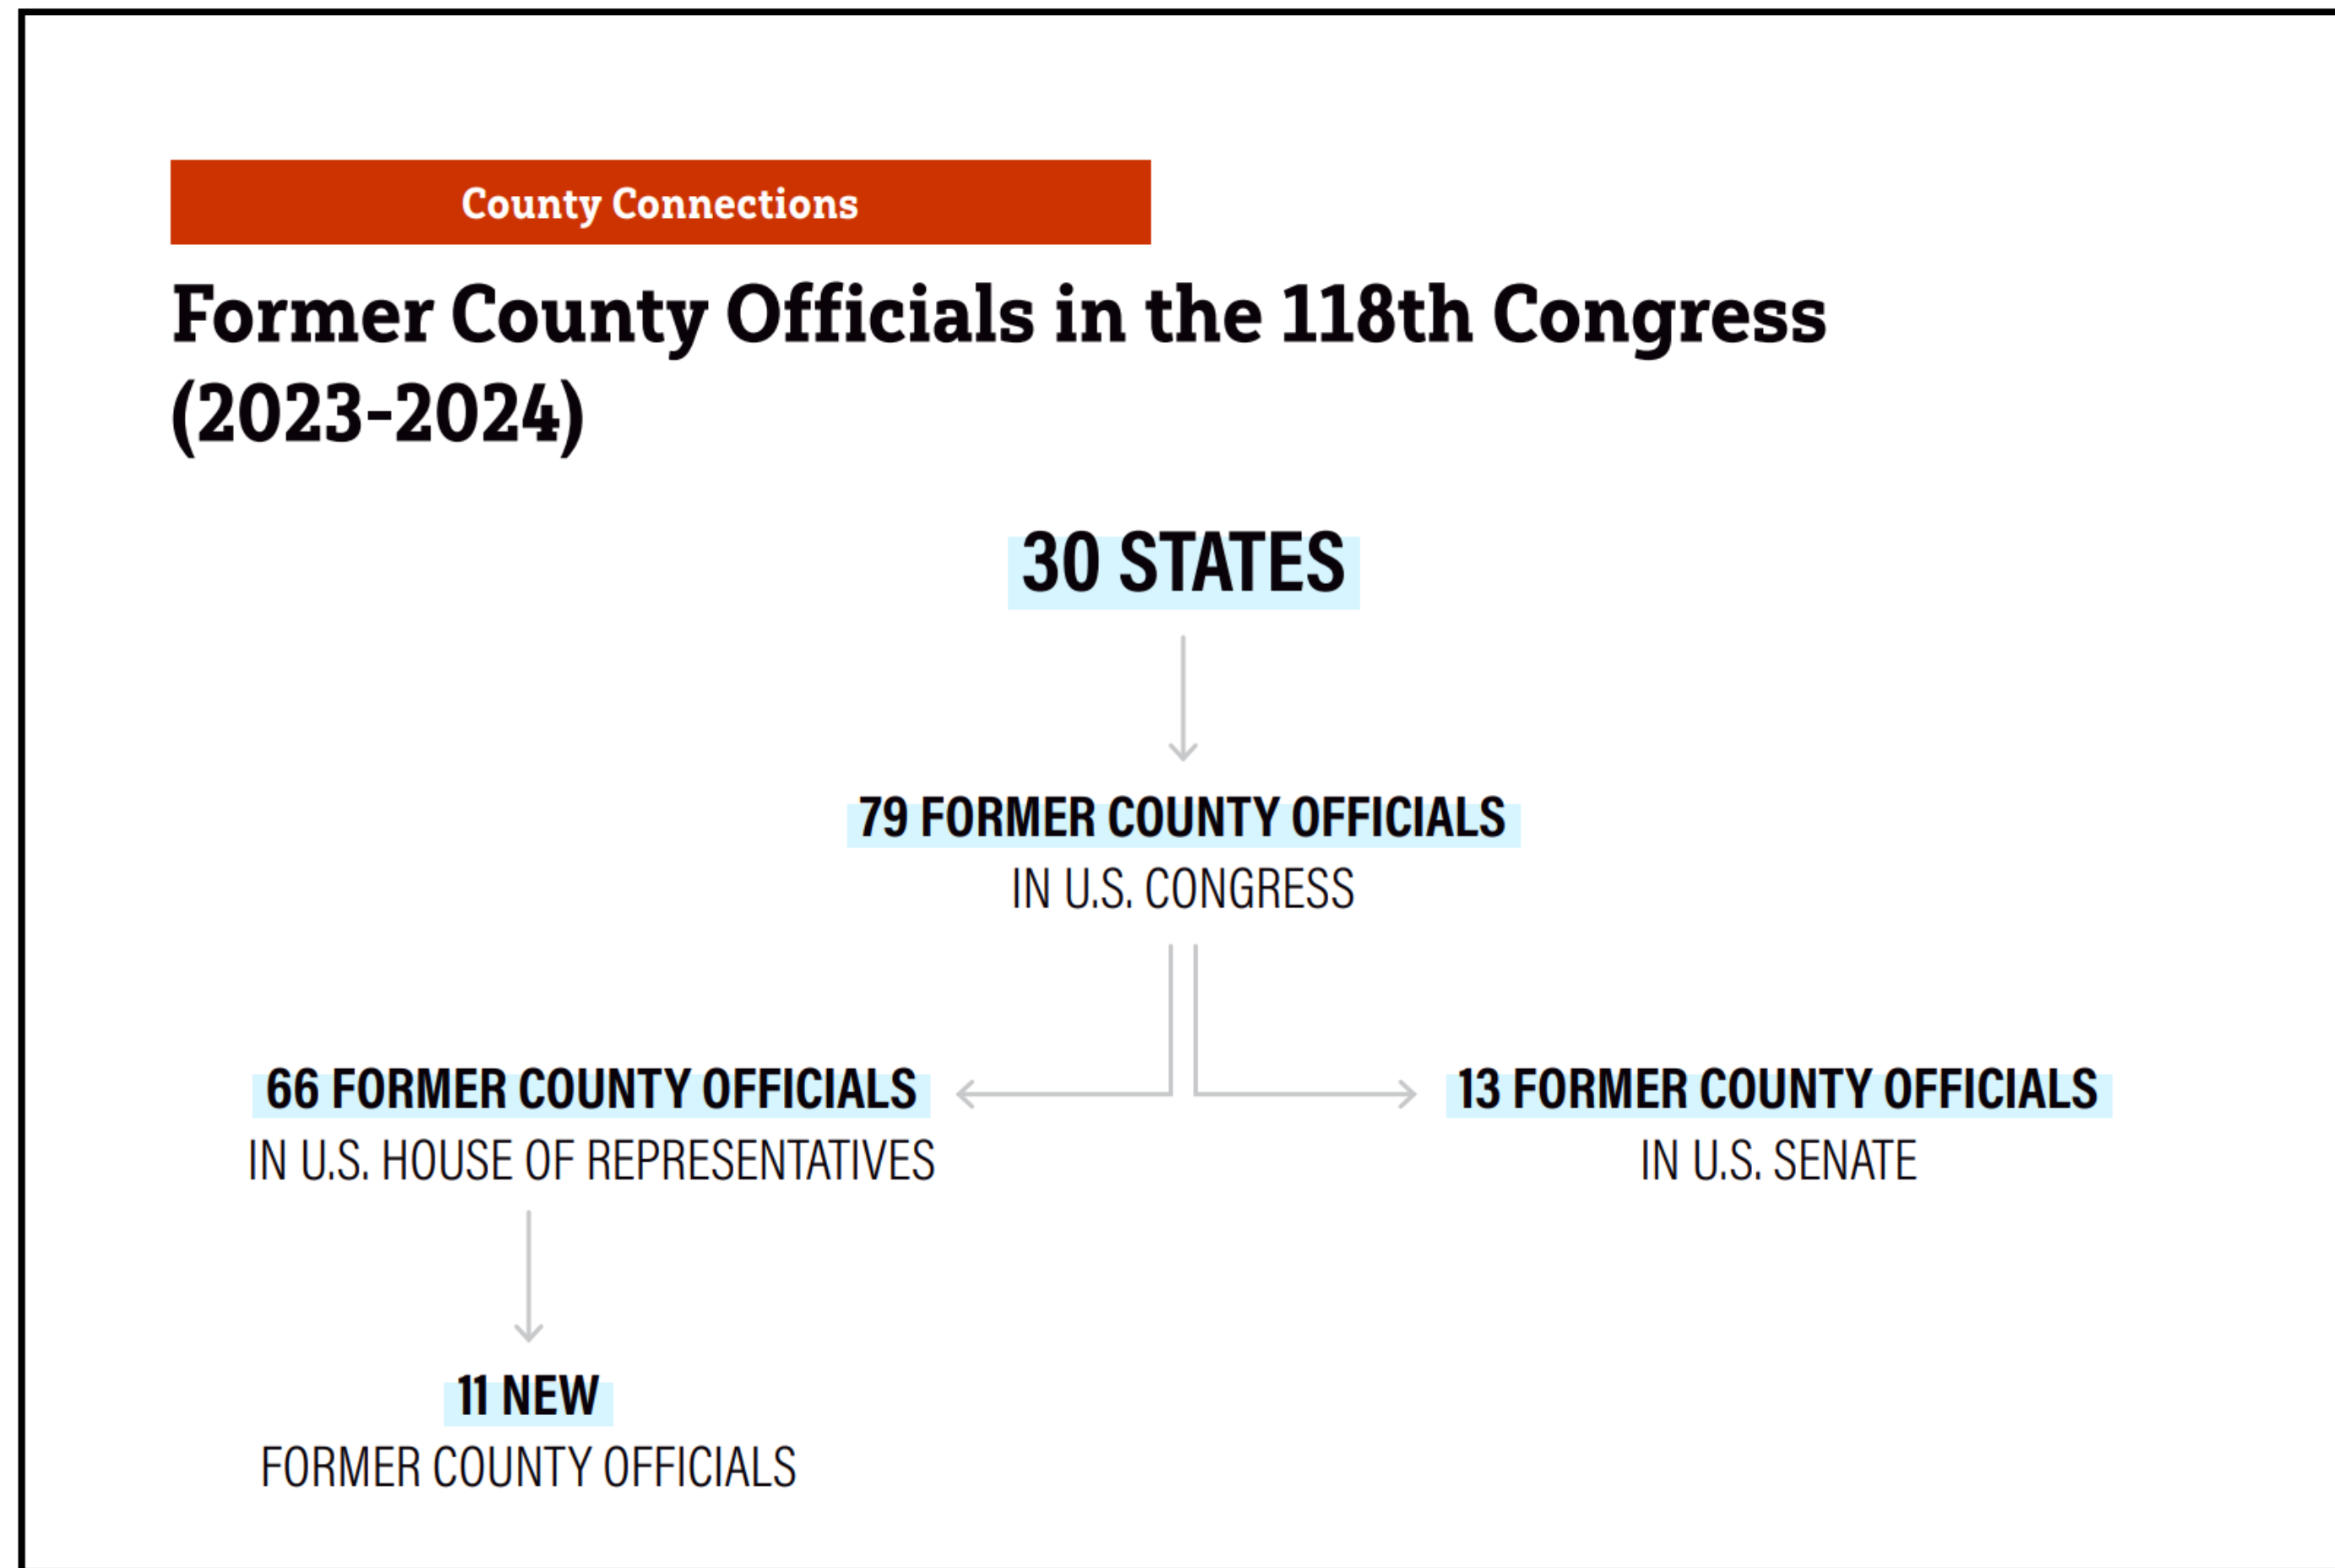 County Connections
Former County Officials in the 118th Congress
(2023-2024)
30 STATES
79 FORMER COUNTY OFFICIALS
IN U.S. CONGRESS
66 FORMER COUNTY OFFICIALS
IN U.S. HOUSE OF REPRESENTATIVES
13 FORMER COUNTY OFFICIALS
IN U.S. SENATE
11 NEW
FORMER COUNTY OFFICIALS